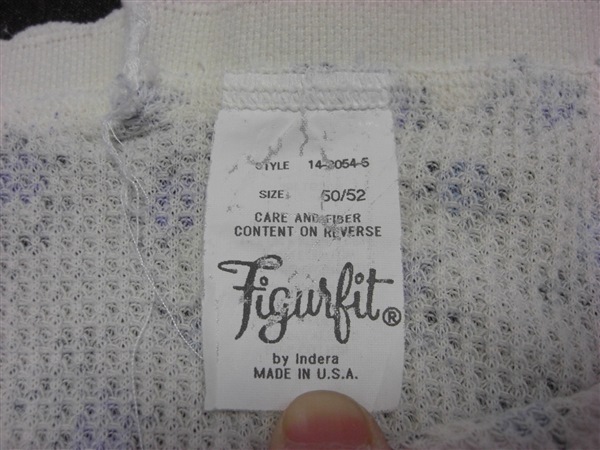 STYLE 14-2054-5
SIZE: 50/52
CARE AND FIBER
CONTENT ON REVERSE
Figurfit®
by Indera
MADE IN U.S.A.